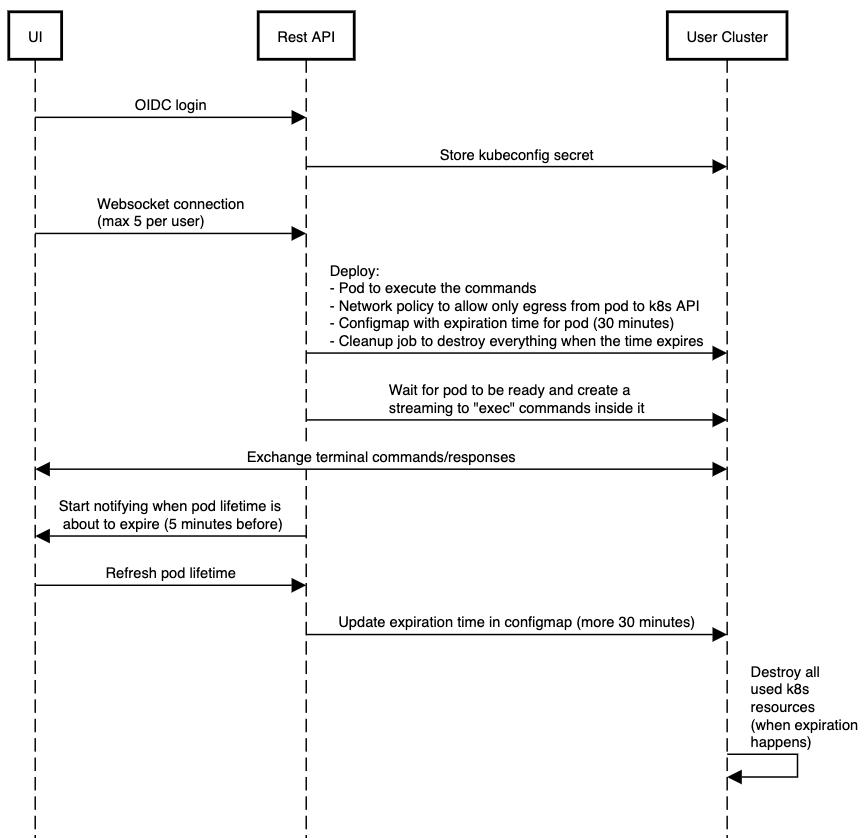 UI
Rest API
User Cluster
OIDC login
Store kubeconfig secret
Websocket connection
(max 5 per user)
Deploy:
- Pod to execute the commands
- Network policy to allow only egress from pod to k8s API
- Configmap with expiration time for pod (30 minutes)
- Cleanup job to destroy everything when the time expires
Wait for pod to be ready and create a
streaming to "exec" commands inside it
Exchange terminal commands/responses
Start notifying when pod lifetime is
about to expire (5 minutes before)
Refresh pod lifetime
Update expiration time in configmap (more 30 minutes)
Destroy all
used k8s
resources
(when expiration
happens)